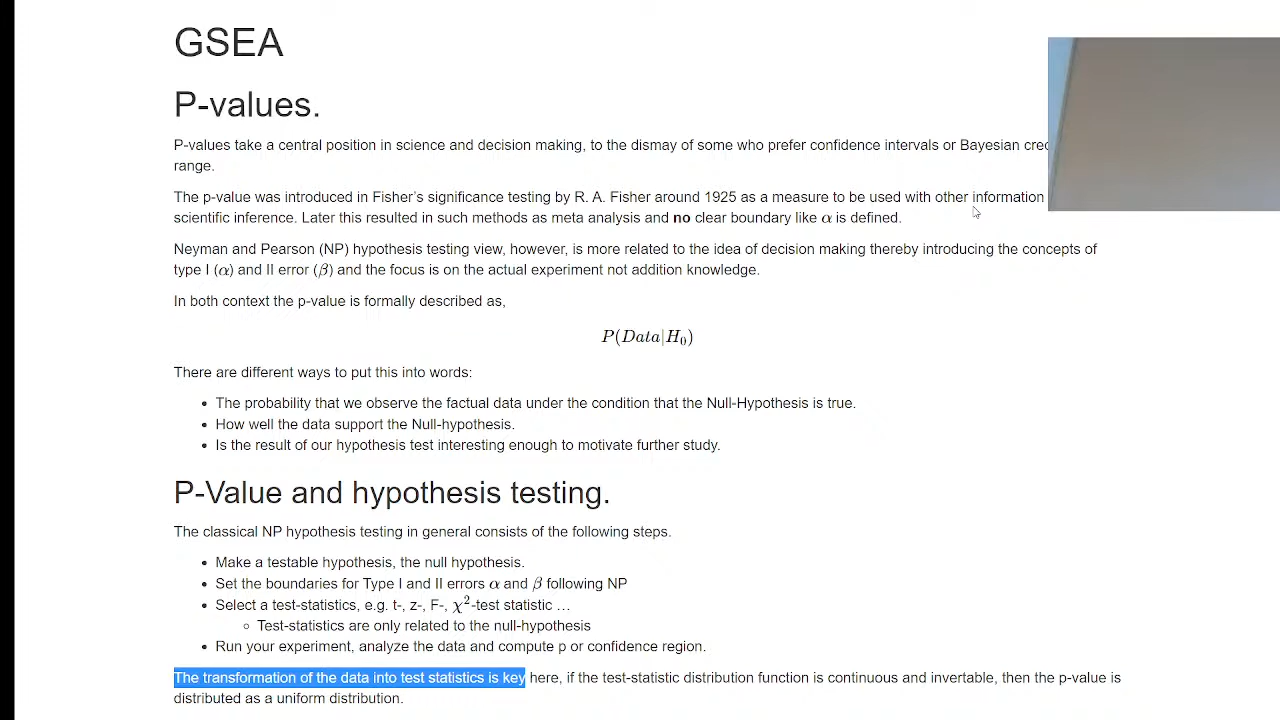 GSEA
P-values.
P-values take a central position in science and decision making, to the dismay of some who prefer confidence intervals or Bayesian
range.
The p-value was introduced in Fisher's significance testing by R. A. Fisher around 1925 as a measure to be used with other information
scientific inference. Later this resulted in such methods as meta analysis and no clear boundary like α is defined.
Neyman and Pearson (NP) hypothesis testing view, however, is more related to the idea of decision making thereby introducing the concepts of
type I (α) and II error (β) and the focus is on the actual experiment not addition knowledge.
In both context the p-value is formally described as,
P(Data|H₀)
There are different ways to put this into words:
• The probability that we observe the factual data under the condition that the Null-Hypothesis is true.
• How well the data support the Null-hypothesis.
• Is the result of our hypothesis test interesting enough to motivate further study.
P-Value and hypothesis testing.
The classical NP hypothesis testing in general consists of the following steps.
• Make a testable hypothesis, the null hypothesis.
• Set the boundaries for Type I and II errors α and β following NP
• Select a test-statistics, e.g. t-, z-, F-, χ²-test statistic …
◦ Test-statistics are only related to the null-hypothesis
• Run your experiment, analyze the data and compute p or confidence region.
The transformation of the data into test statistics is key here, if the test-statistic distribution function is continuous and invertable, then the p-value is
distributed as a uniform distribution.